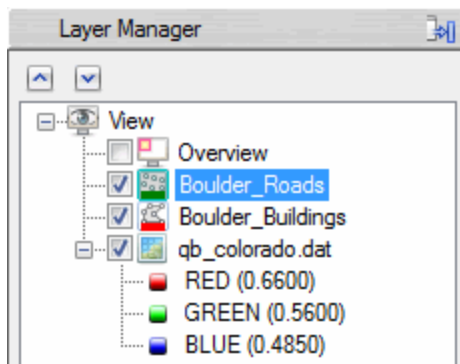 Layer Manager
View
Overview
Boulder_Roads
Boulder_Buildings
qb_colorado.dat
RED (0.6600)
GREEN (0.5600)
BLUE (0.4850)